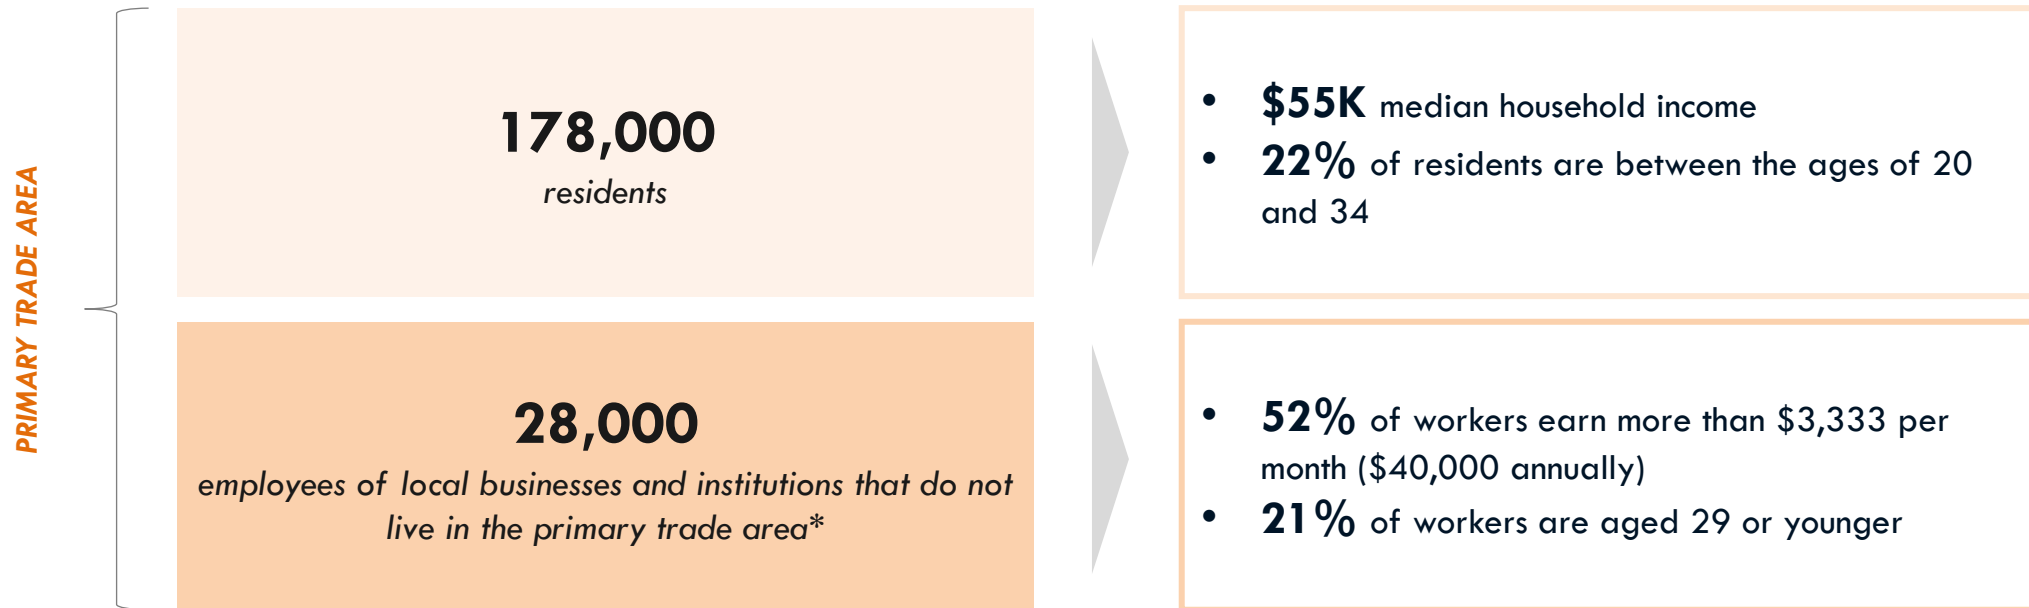 PRIMARY TRADE AREA
178,000
residents
• $55K median household income
• 22% of residents are between the ages of 20
and 34
28,000
employees of local businesses and institutions that do not
live in the primary trade area*
• 52% of workers earn more than $3,333 per
month ($40,000 annually)
• 21% of workers are aged 29 or younger